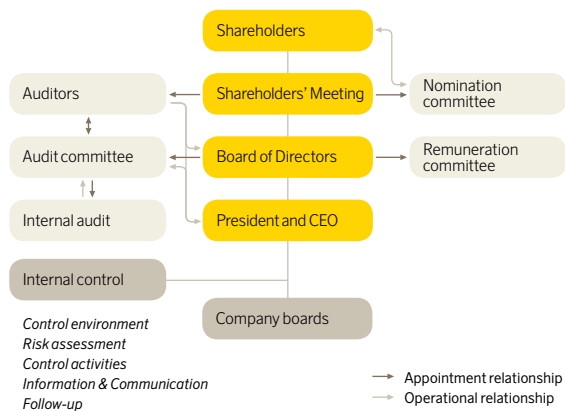 Shareholders
Auditors
Shareholders' Meeting
Nomination
committee
Audit committee
Board of Directors
Remuneration
committee
Internal audit
President and CEO
Internal control
Company boards
Control environment
Risk assessment
Control activities
Information & Communication
Follow-up
Appointment relationship
Operational relationship